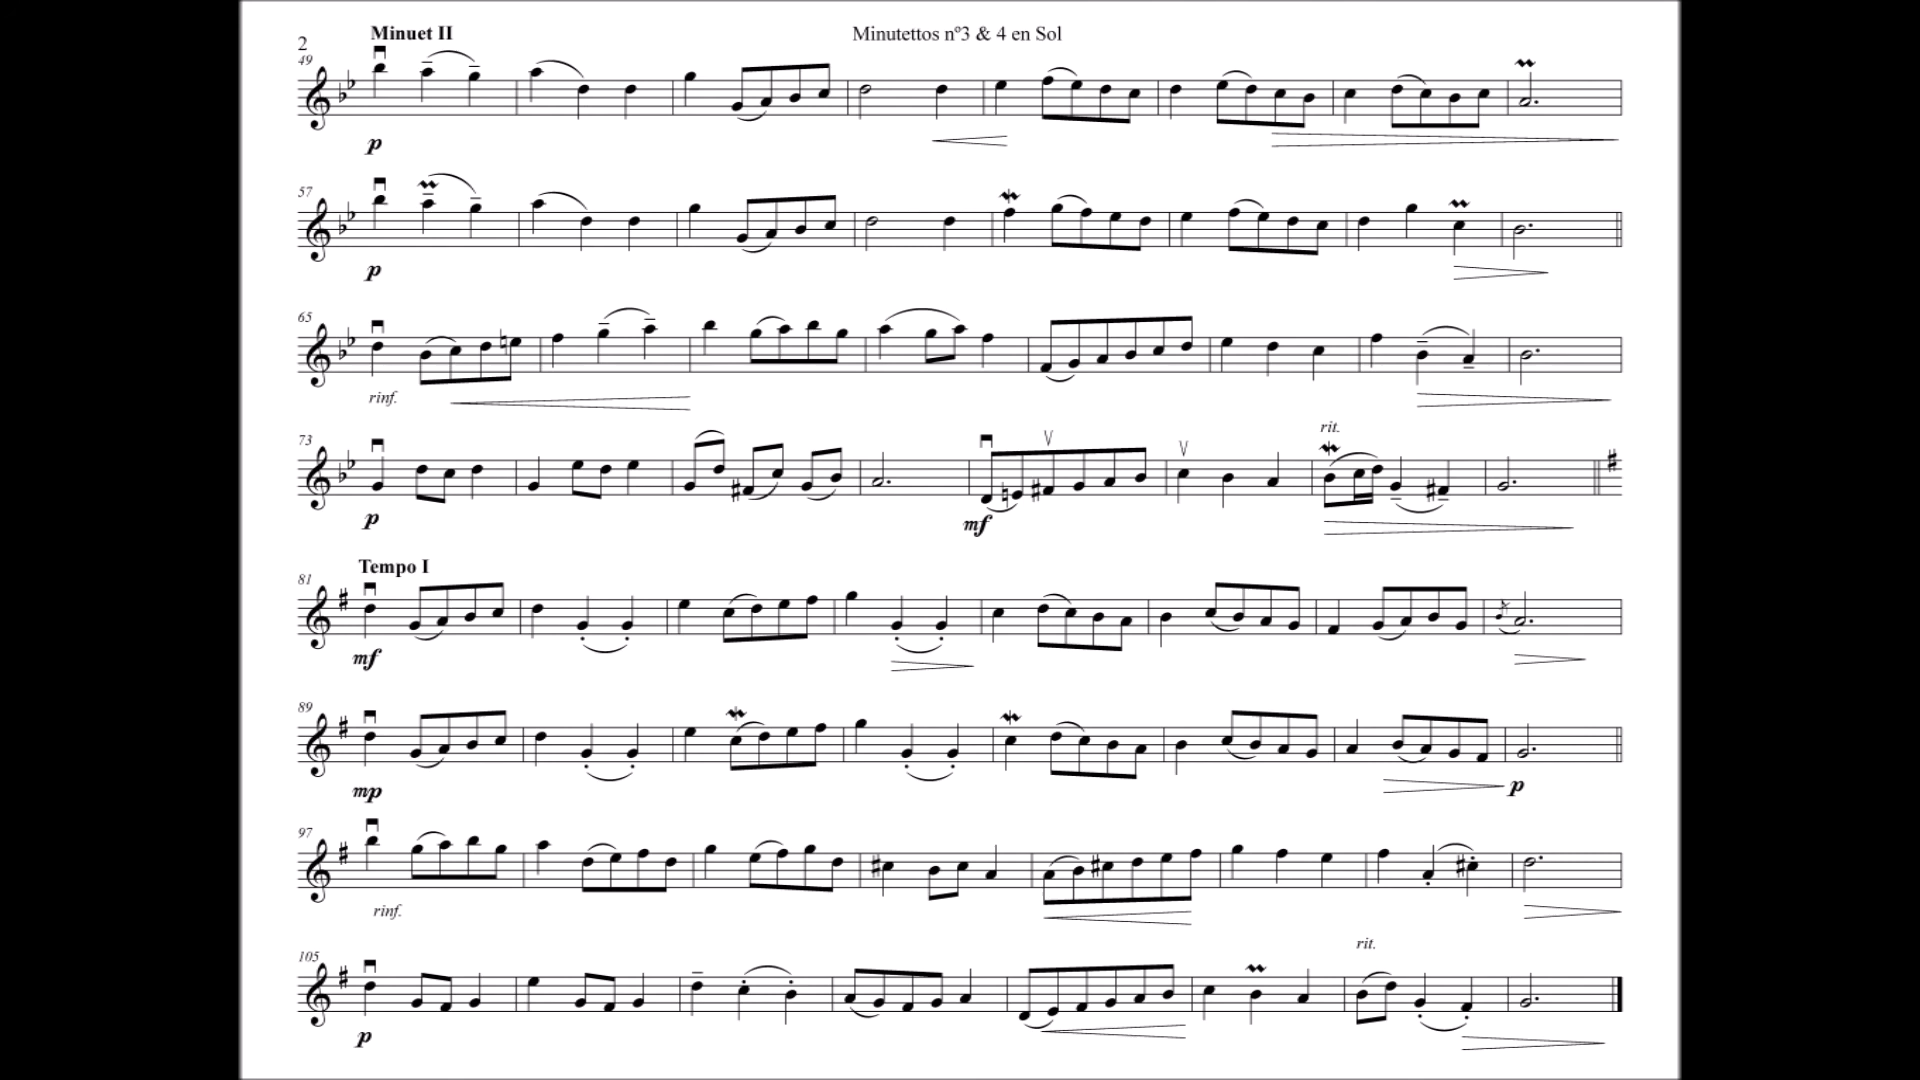 2
Minuet II
Minutettos nº3 & 4 en Sol
49
p
57
p
65
rinf.
73
rit.
p
mf
Tempo I
81
mf
89
mp
p
97
rinf.
105
rit.
p